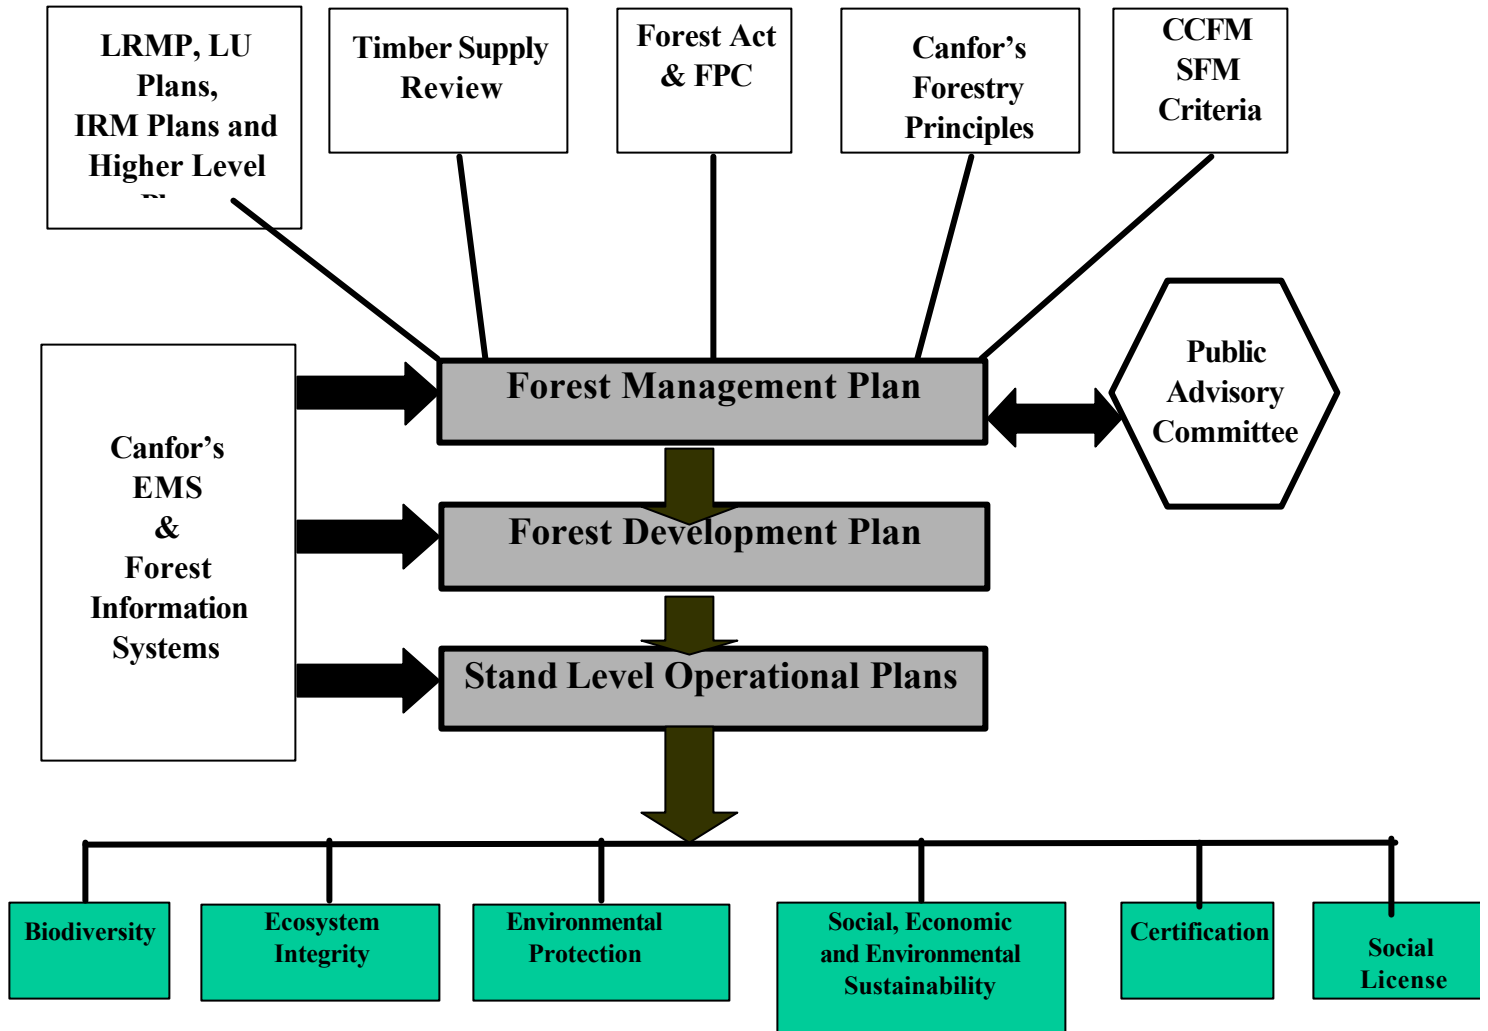 LRMP, LU
Plans,
IRM Plans and
Higher Level
Timber Supply
Review
Forest Act
& FPC
Canfor’s
Forestry
Principles
CCFM
SFM
Criteria
Forest Management Plan
Public
Advisory
Committee
Canfor’s
EMS
&
Forest
Information
Systems
Forest Development Plan
Stand Level Operational Plans
Biodiversity
Ecosystem
Integrity
Environmental
Protection
Social, Economic
and Environmental
Sustainability
Certification
Social
License